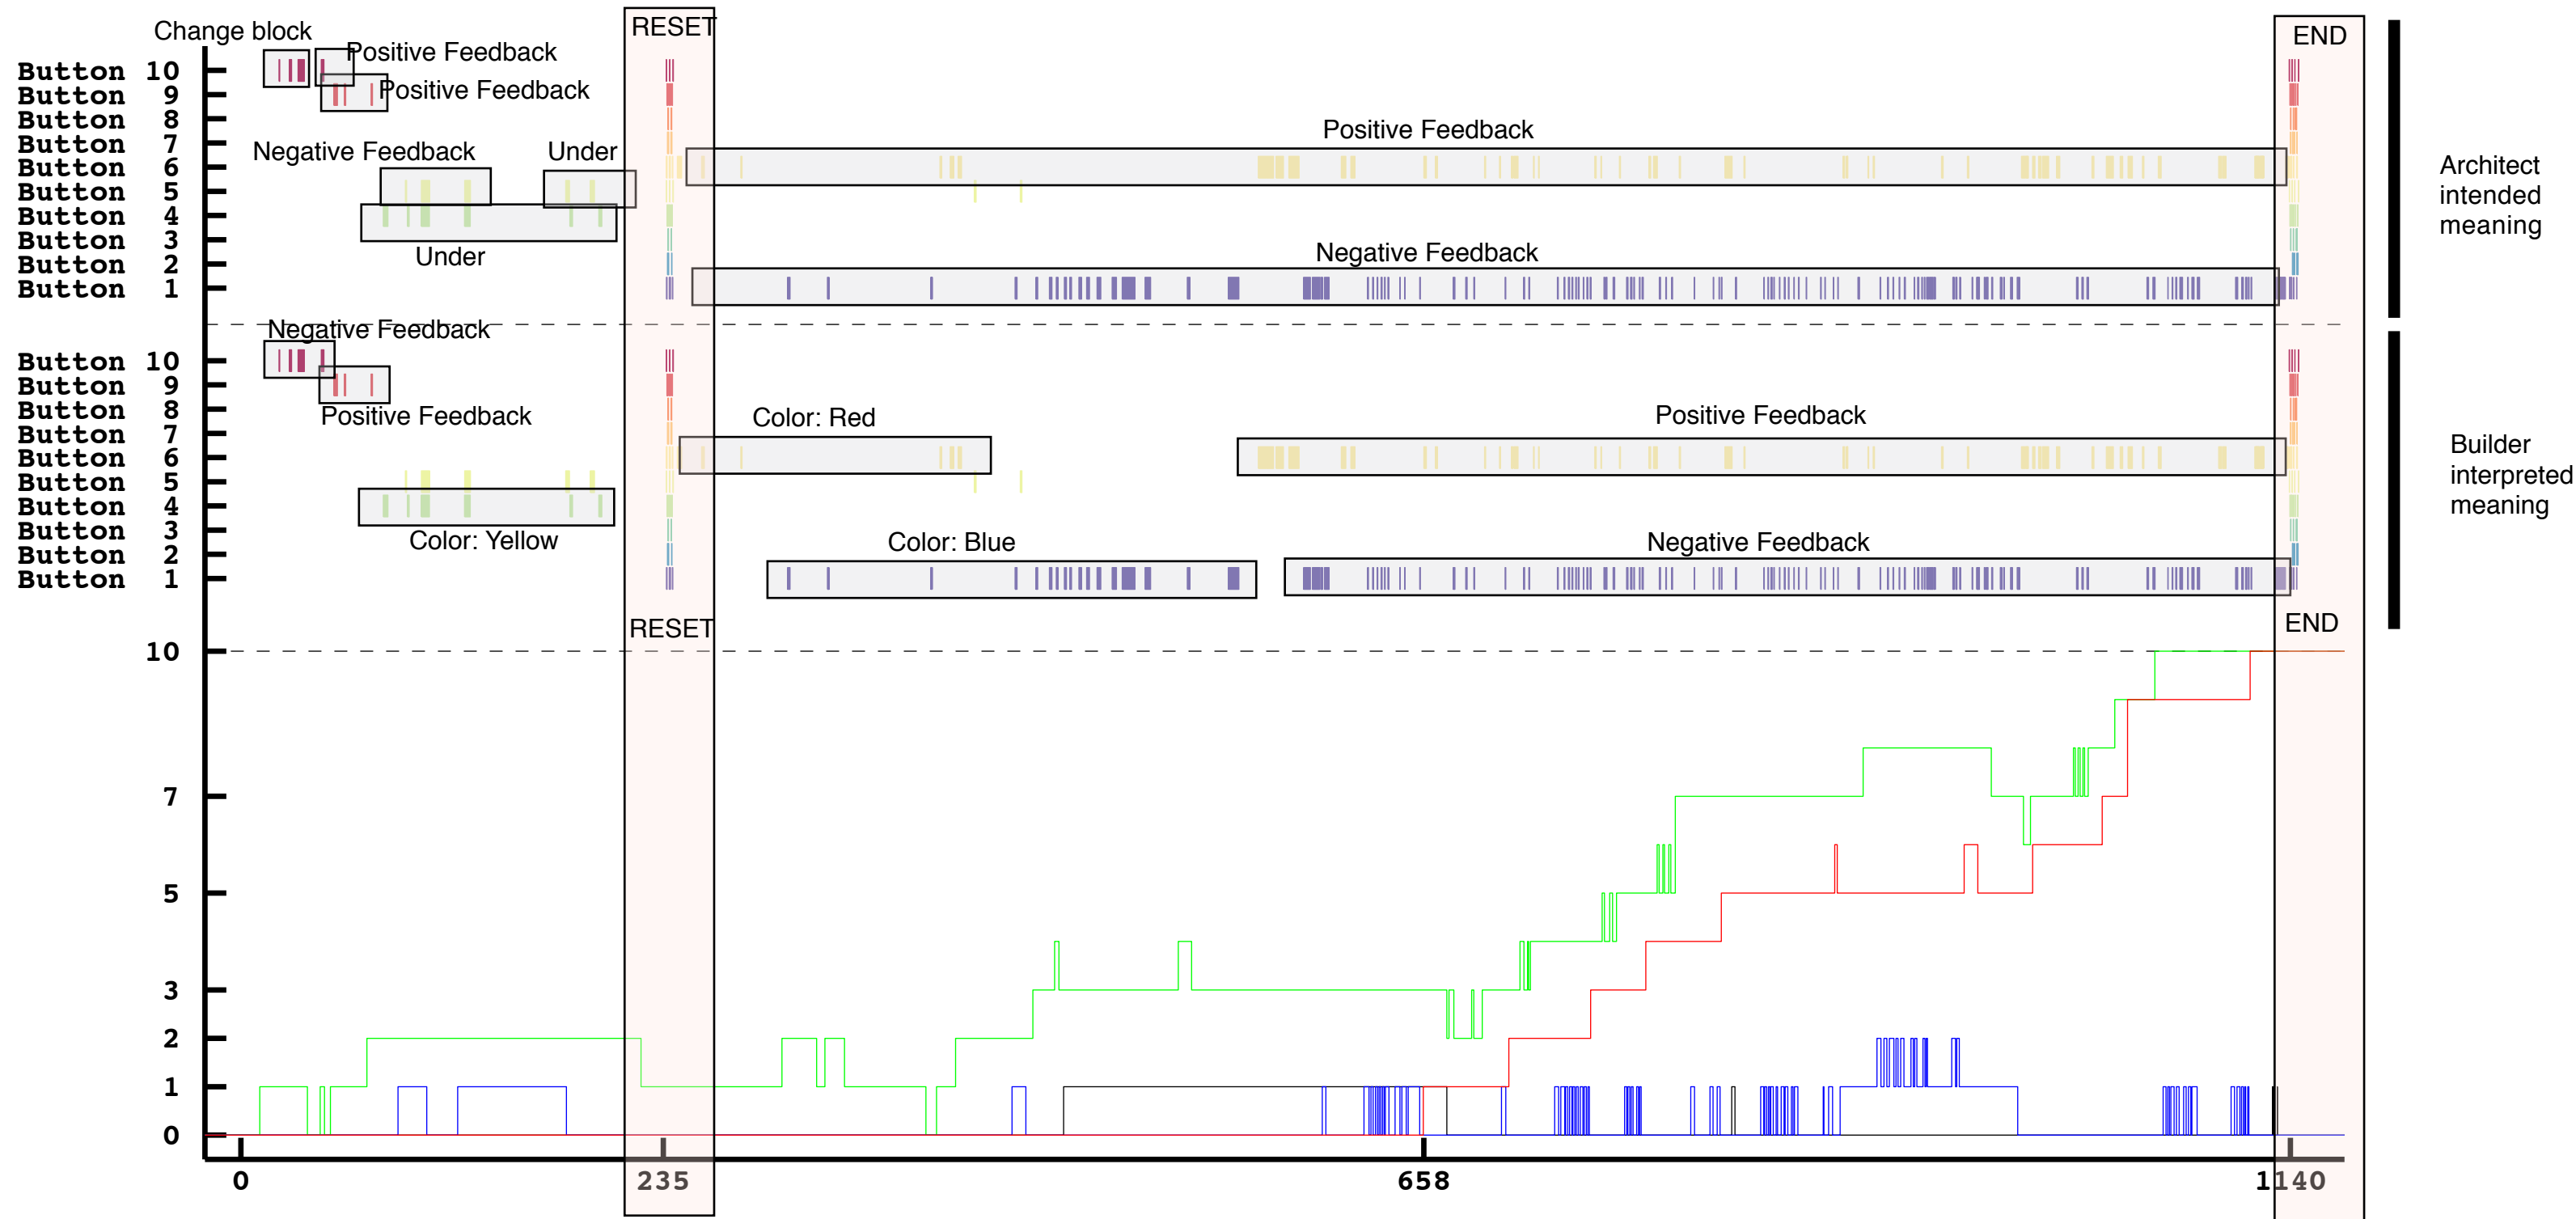 RESET
END
Change block
Positive Feedback
Button 10
Positive Feedback
Button 9
Button 8
Positive Feedback
Button 7
Negative Feedback
Under
Button 6
Button 5
Button 4
Button 3
Under
Negative Feedback
Button 2
Button 1
Architect
intended
meaning
Negative Feedback
Button 10
Button 9
Button 8
Positive Feedback
Color: Red
Positive Feedback
Button 7
Button 6
Button 5
Button 4
Button 3
Color: Yellow
Color: Blue
Negative Feedback
Button 2
Button 1
Builder
interpreted
meaning
RESET
END
10
7
5
3
2
1
0
0
235
658
1140